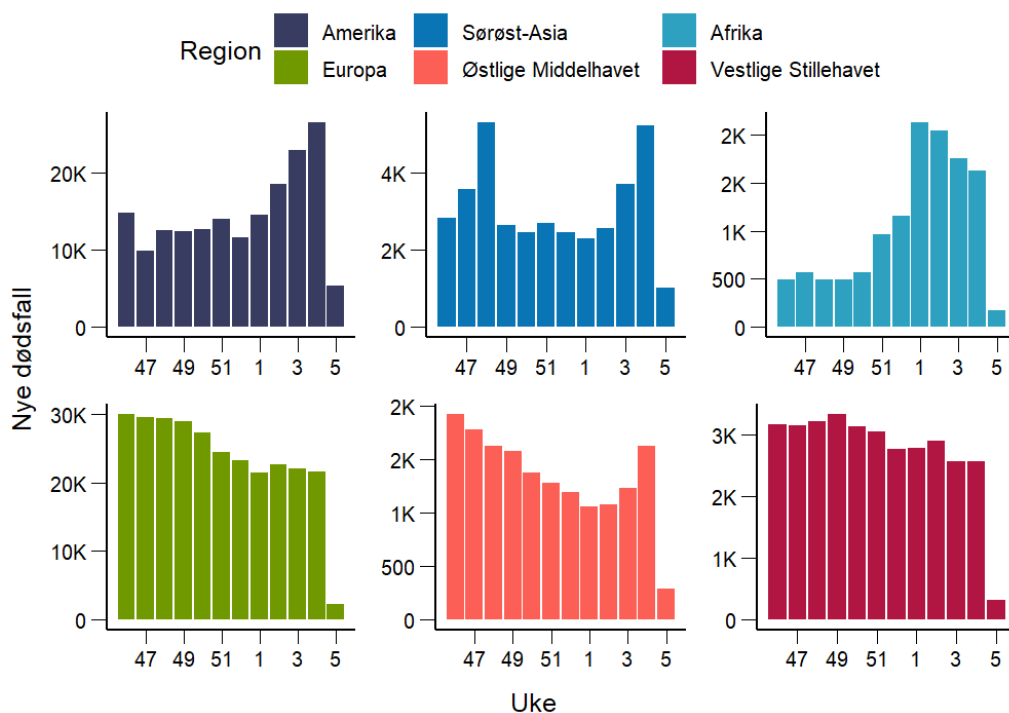 Region
Amerika
Sørøst-Asia
Afrika
Europa
Østlige Middelhavet
Vestlige Stillehavet
Nye dødsfall
20K
10K
0
47 49 51 1 3 5
4K
2K
0
47 49 51 1 3 5
2K
2K
1K
500
0
47 49 51 1 3 5
30K
20K
10K
0
47 49 51 1 3 5
2K
2K
1K
500
0
47 49 51 1 3 5
3K
2K
1K
0
47 49 51 1 3 5
Uke